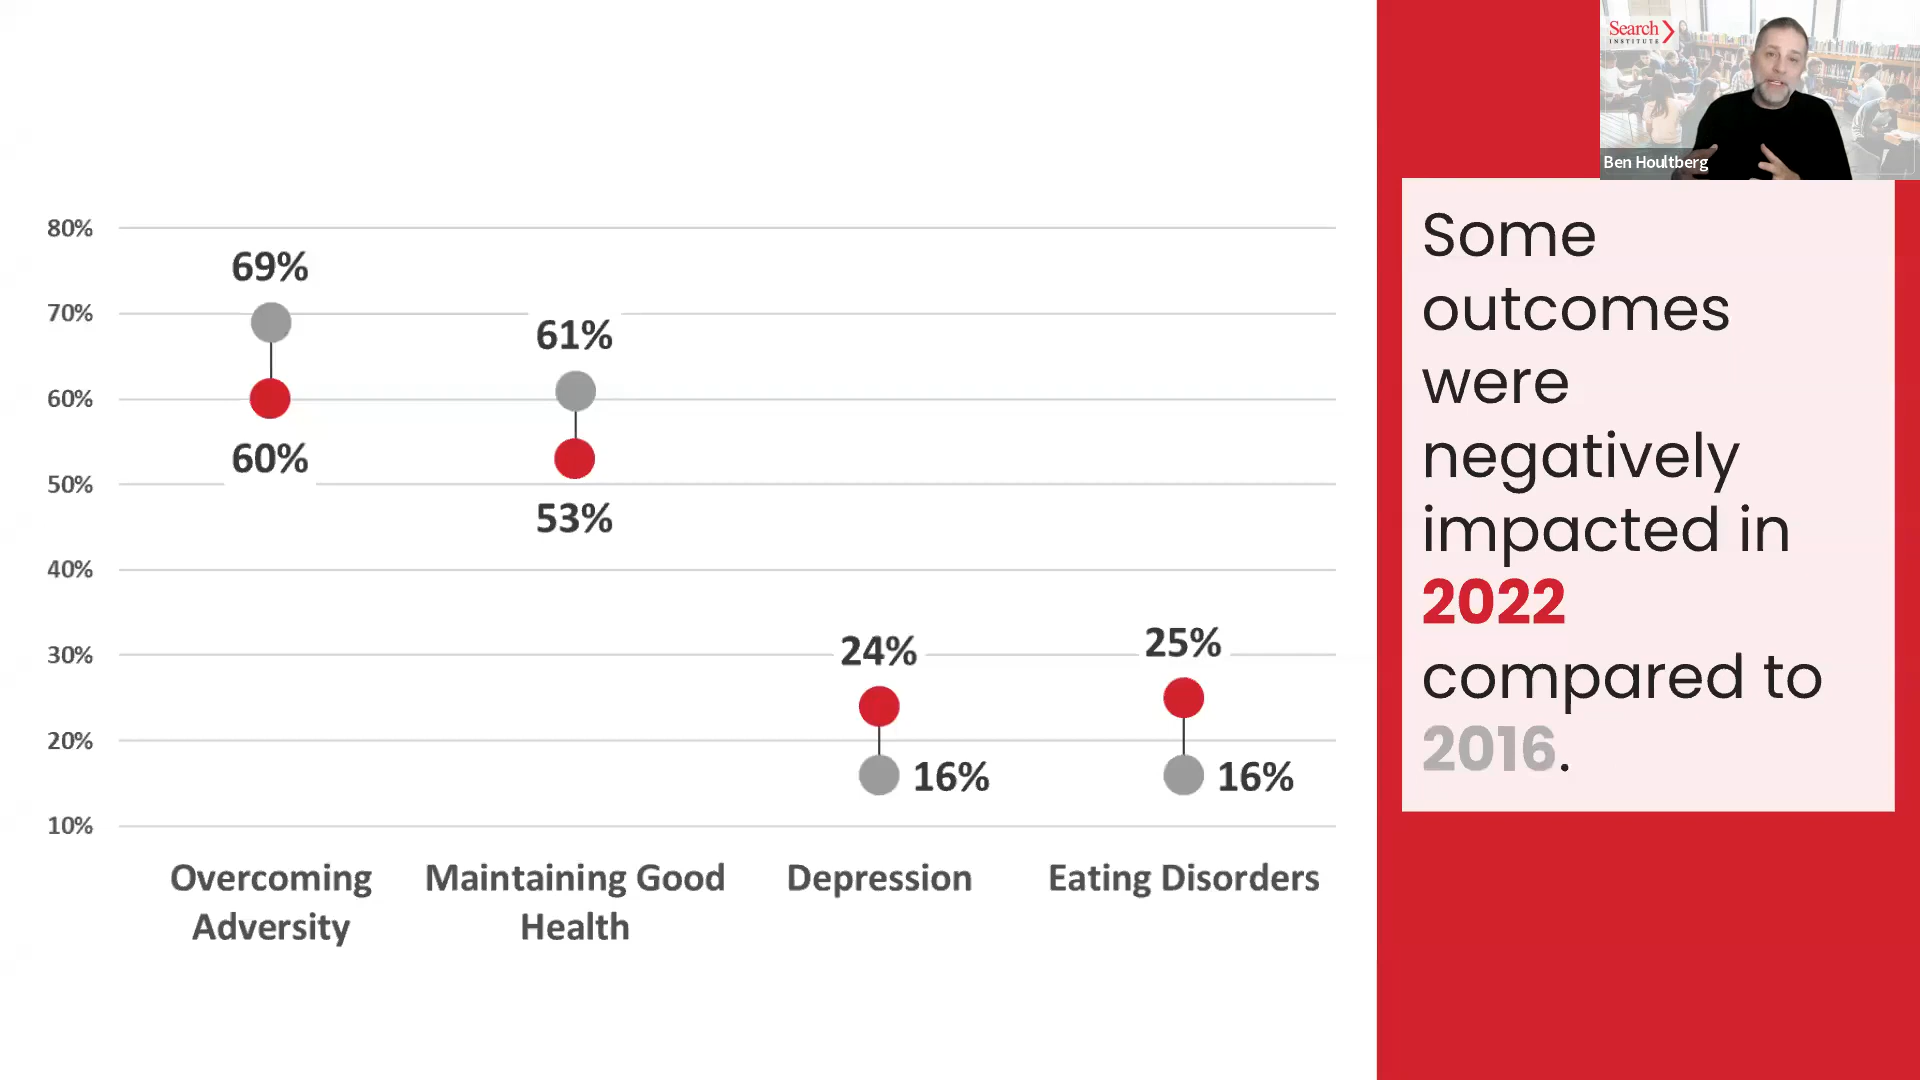 80%
70%
60%
50%
40%
30%
20%
10%
69%
60%
61%
53%
24%
16%
25%
16%
Overcoming
Adversity
Maintaining Good
Health
Depression
Eating Disorders
Search
INSTITUTE
Ben Houltberg
Some
outcomes
were
negatively
impacted in
2022
compared to
2016.